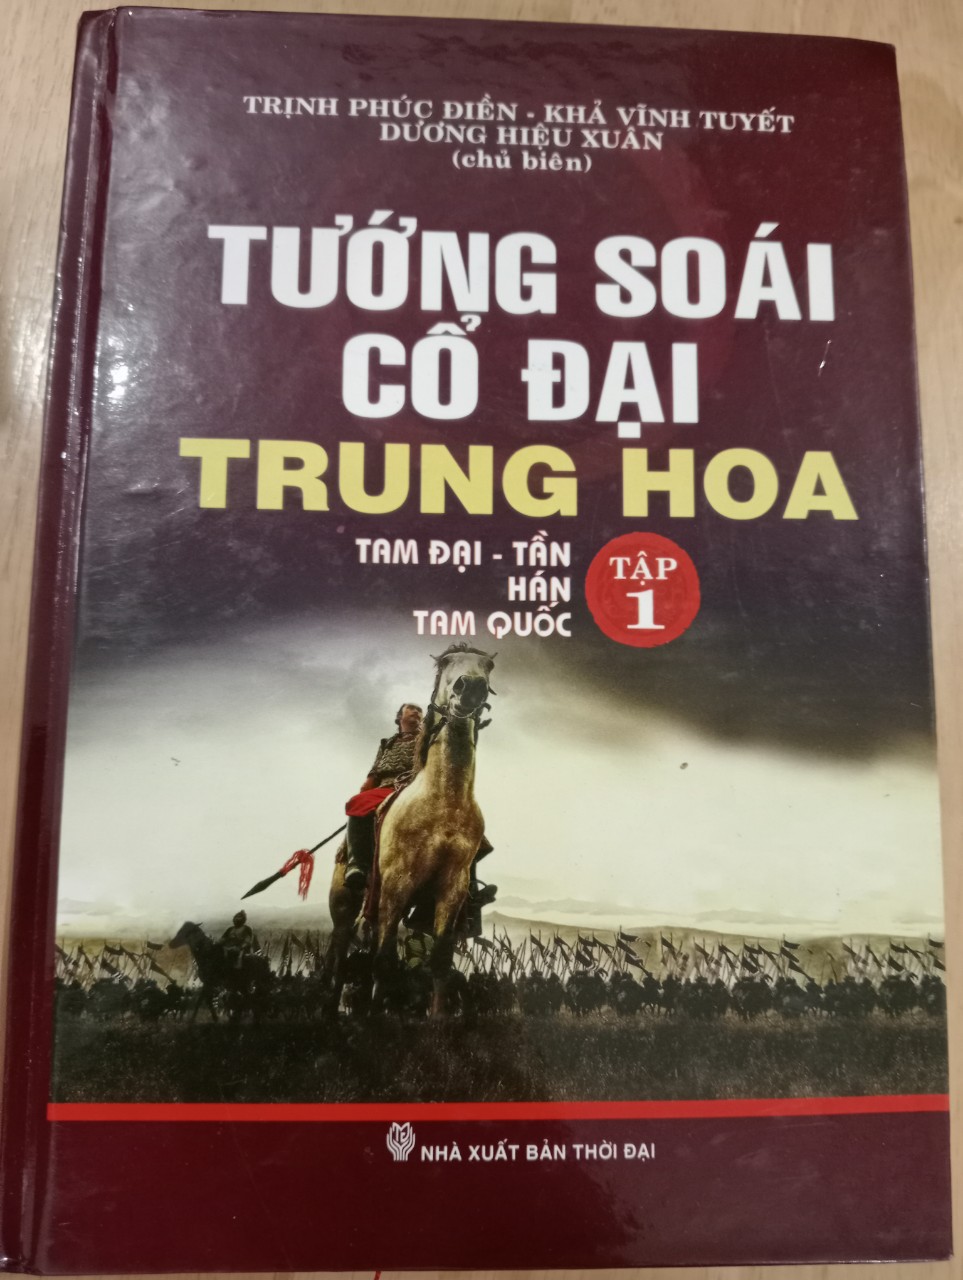 TRỊNH PHÚC ĐIỀN - KHẢ VĨNH TUYẾT
DƯƠNG HIỆU XUÂN
(chủ biên)
TƯỚNG SOÁI
CỔ ĐẠI
TRUNG HOA
TAM ĐẠI - TẦN
HÁN
TAM QUỐC
TẬP
1
NHÀ XUẤT BẢN THỜI ĐẠI